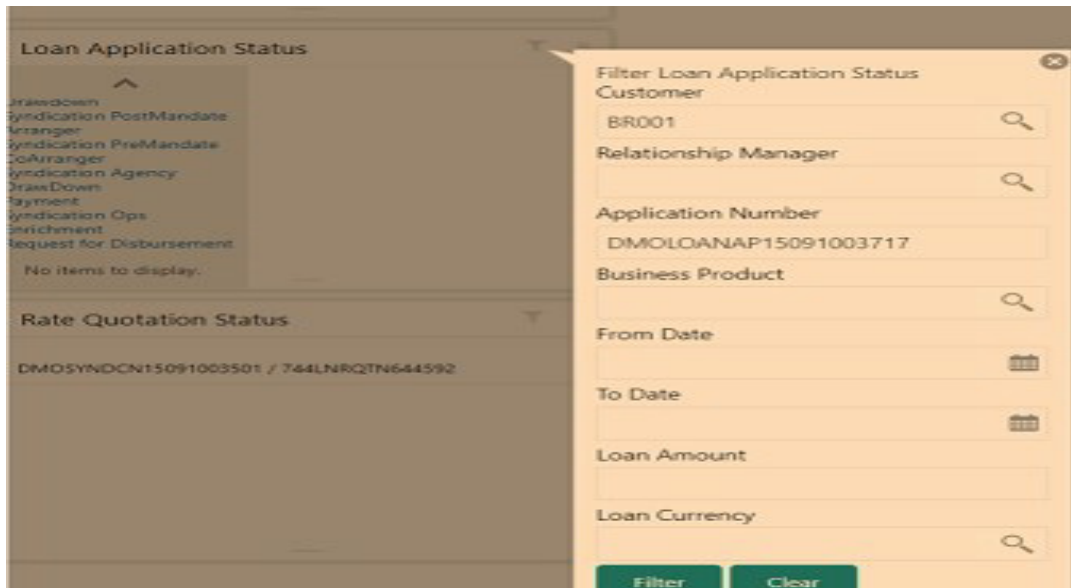 Loan Application Status
Drawdown
Syndication PostMandate
Arranger
Syndication PreMandate
CoArranger
Syndication Agency
DrawDown
Payment
Syndication Ops
Enrichment
Request for Disbursement
No items to display.
Rate Quotation Status
DMOSYNDCN15091003501 / 744LNRQTN644592
Filter Loan Application Status
Customer
BR001
Relationship Manager
Application Number
DMOLOANAP15091003717
Business Product
From Date
To Date
Loan Amount
Loan Currency
Filter
Clear